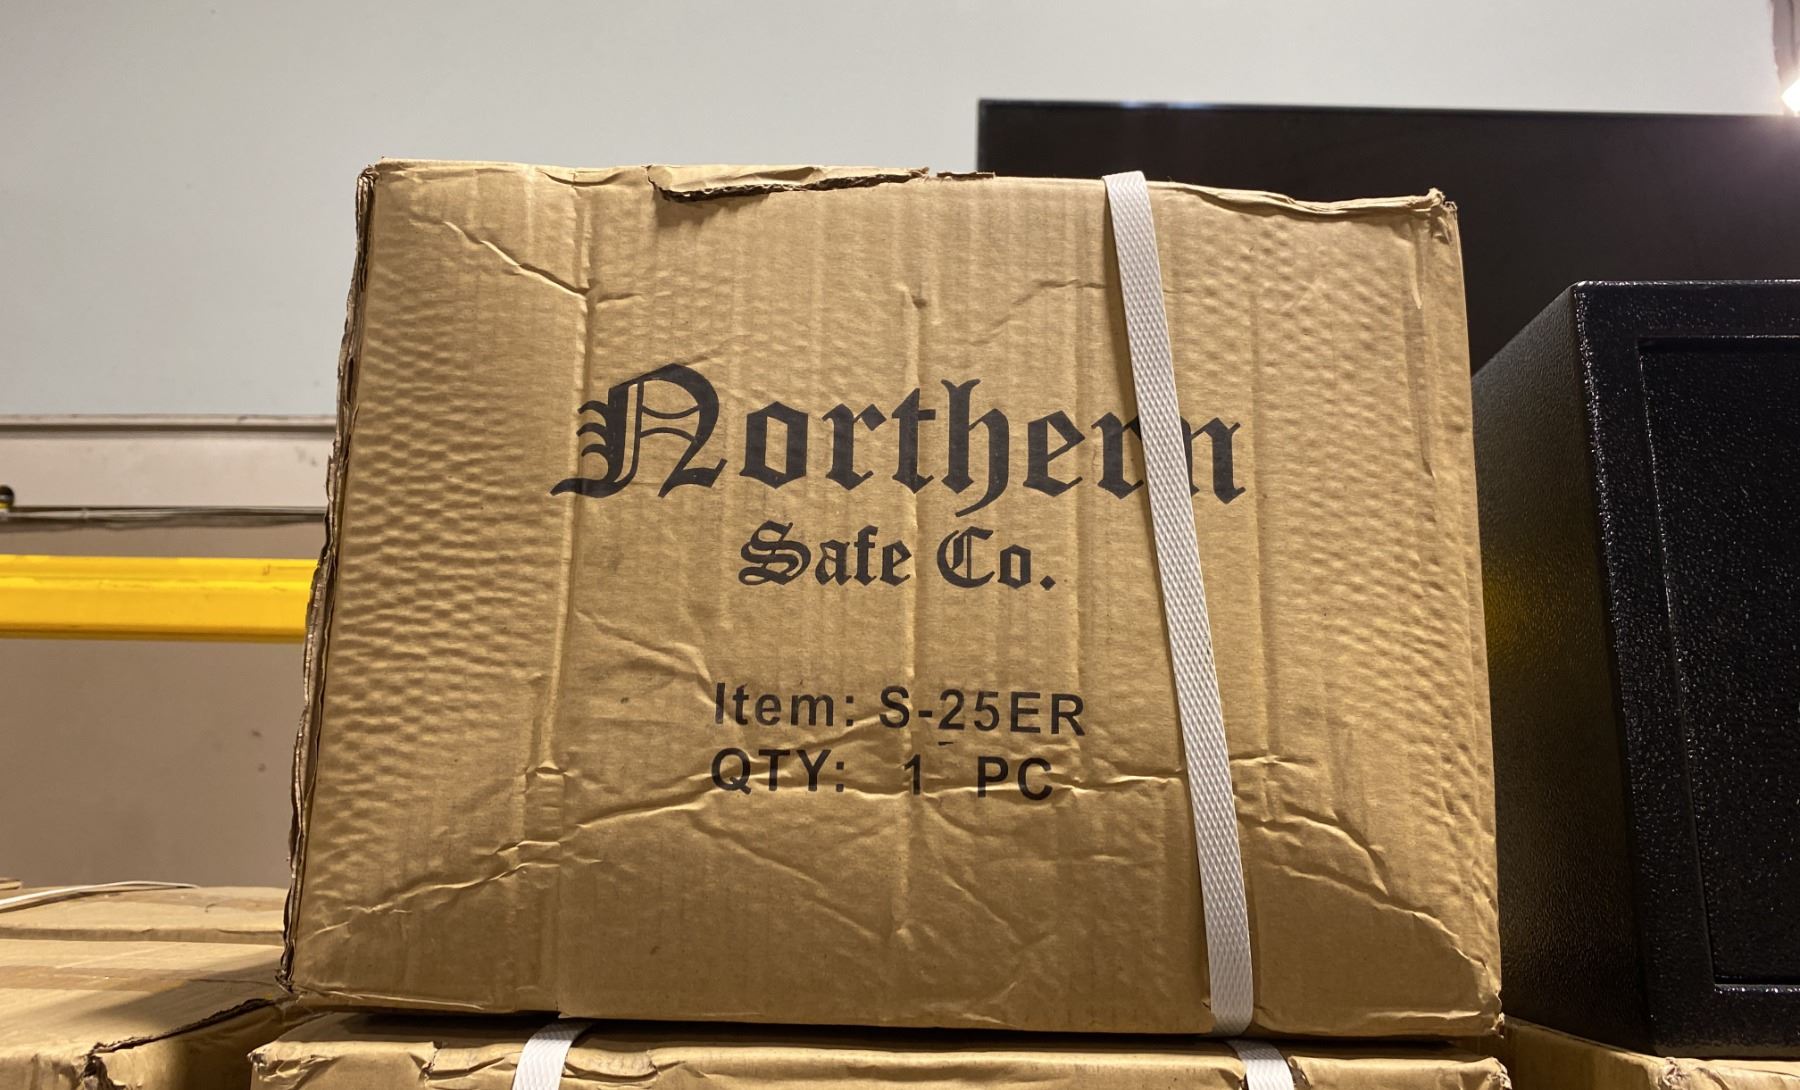 Northern
Safe Co.
Item: S-25ER
QTY: 1 PC